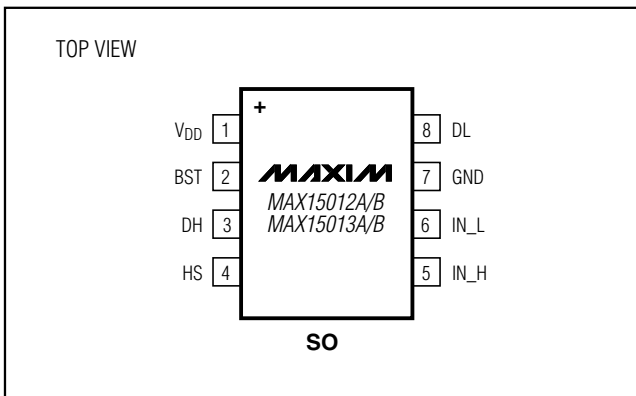 TOP VIEW
+
VDD 1
8 DL
BST 2
MAXIM
7 GND
MAX15012A/B
MAX15013A/B
DH 3
6 IN_L
HS 4
5 IN_H
SO